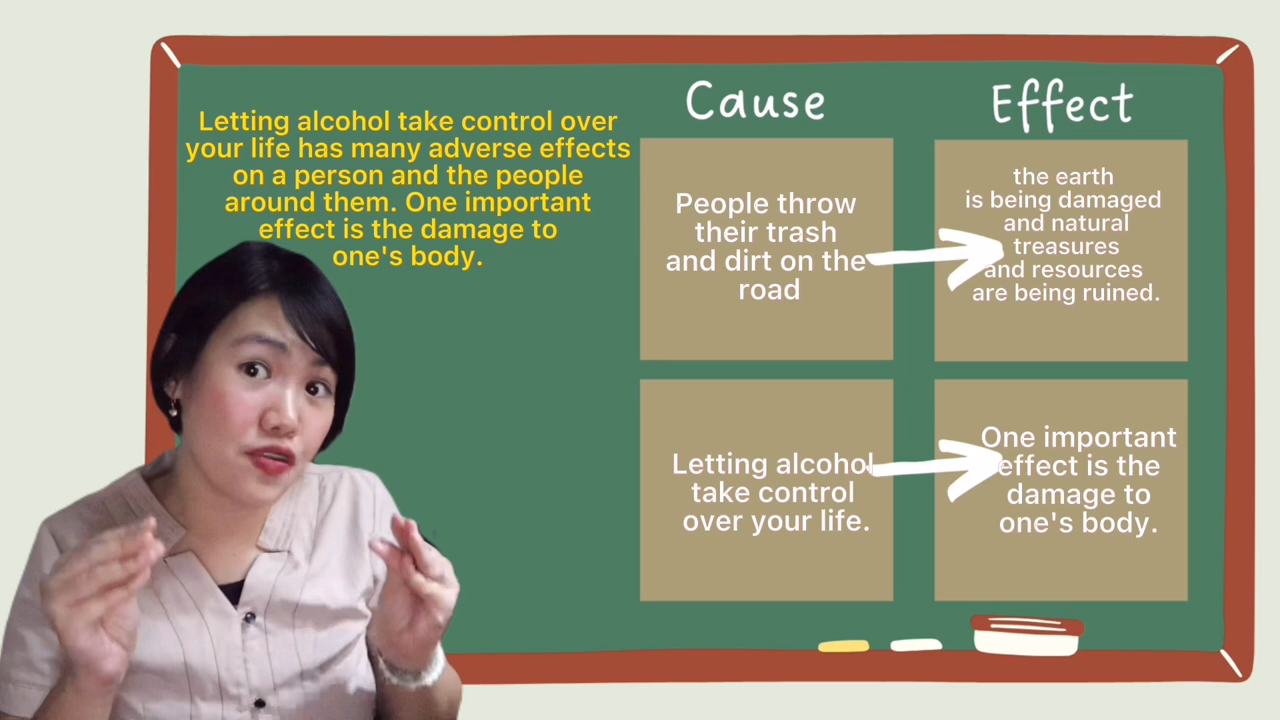 Letting alcohol take control over
your life has many adverse effects
on a person and the people
around them. One important
effect is the damage to
one's body.
Cause
Effect
People throw
their trash
and dirt on the
road
the earth
is being damaged
and natural
treasures
and resources
are being ruined.
Letting alcohol
take control
over your life.
One important
effect is the
damage to
one's body.